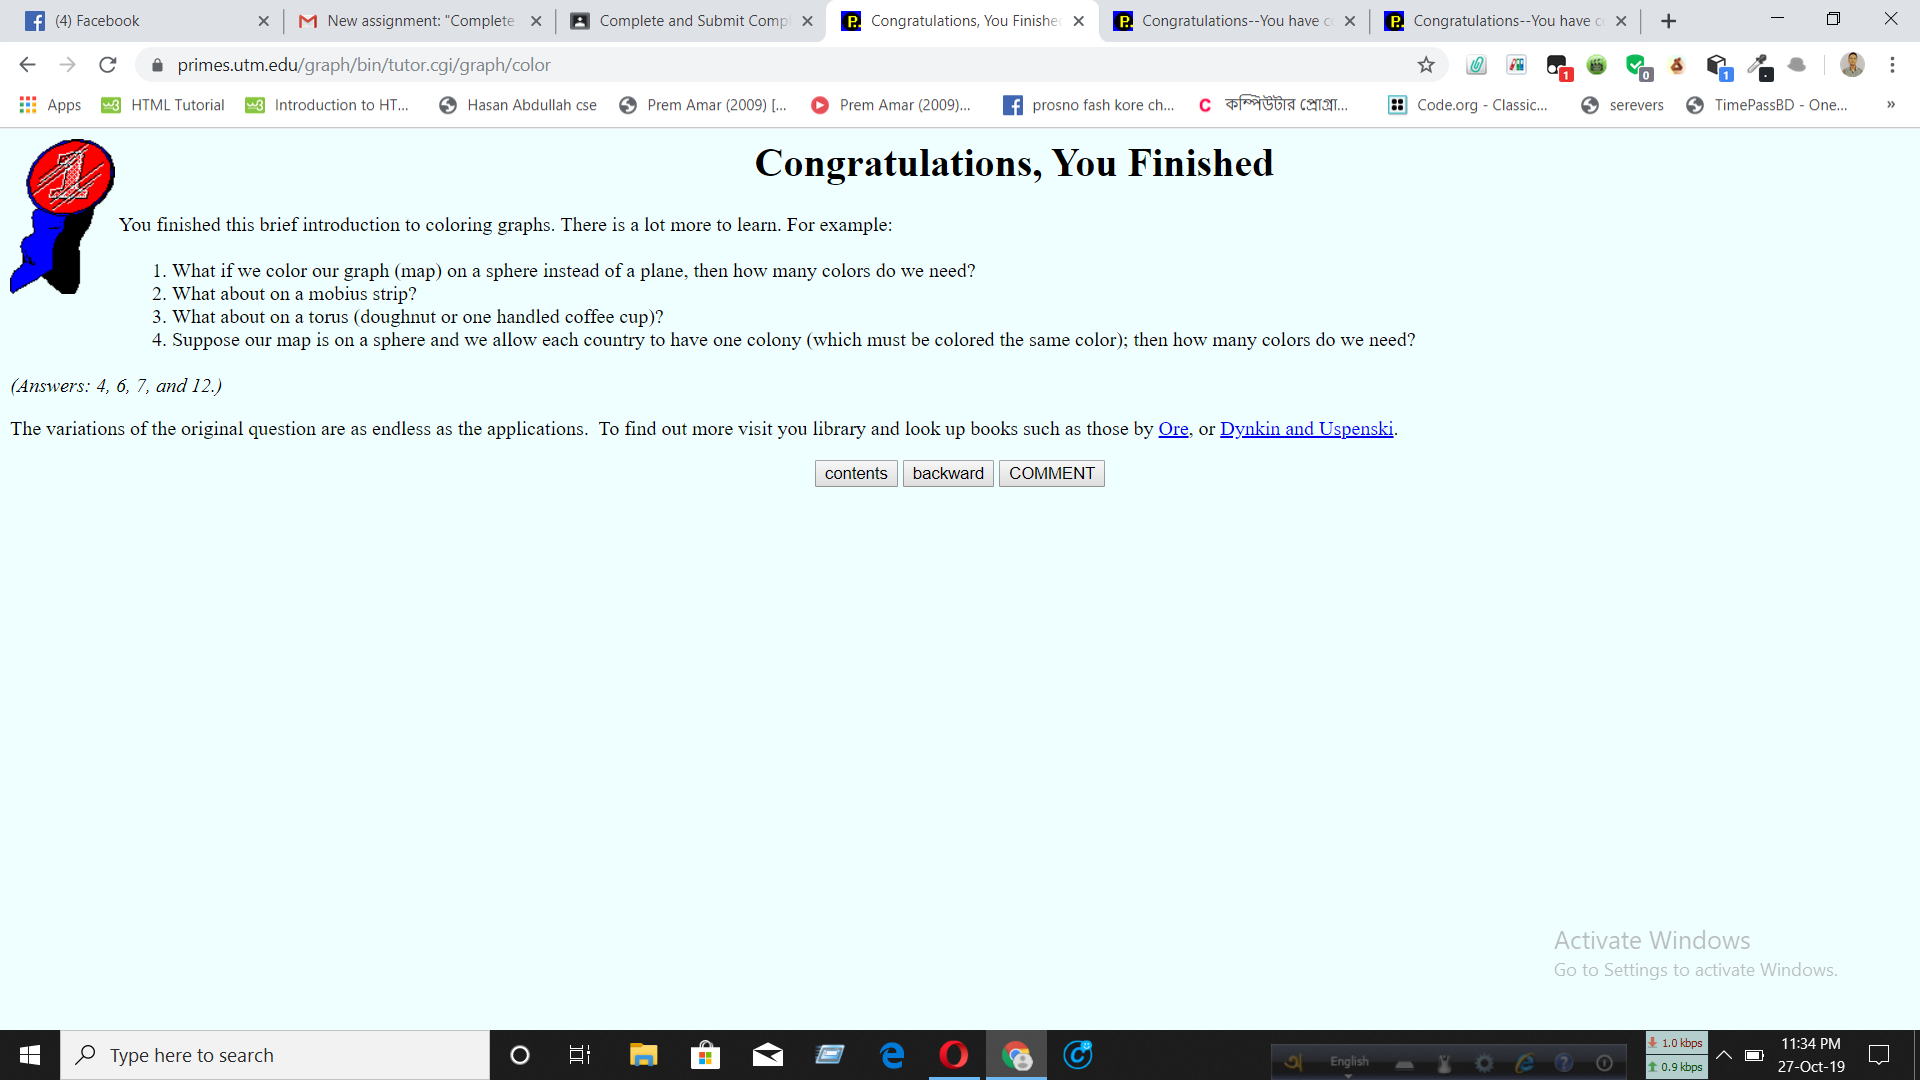 (4) Facebook
New assignment: "Complete
Complete and Submit Compl
Congratulations, You Finishe
Congratulations--You have c
Congratulations--You have c
primes.utm.edu/graph/bin/tutor.cgi/graph/color
1
0
1
Apps
HTML Tutorial
Introduction to HT...
Hasan Abdullah cse
Prem Amar (2009) [...
Prem Amar (2009)...
prosno fash kore ch...
কম্পিউটার প্রোগ্রা...
Code.org - Classic...
serevers
TimePassBD - One...
»
1
Congratulations, You Finished
You finished this brief introduction to coloring graphs. There is a lot more to learn. For example:
1. What if we color our graph (map) on a sphere instead of a plane, then how many colors do we need?
2. What about on a mobius strip?
3. What about on a torus (doughnut or one handled coffee cup)?
4. Suppose our map is on a sphere and we allow each country to have one colony (which must be colored the same color); then how many colors do we need?
(Answers: 4, 6, 7, and 12.)
The variations of the original question are as endless as the applications.  To find out more visit you library and look up books such as those by Ore, or Dynkin and Uspenski.
contents
backward
COMMENT
Activate Windows
Go to Settings to activate Windows.
Type here to search
অ
English
1.0 kbps
0.9 kbps
11:34 PM
27-Oct-19